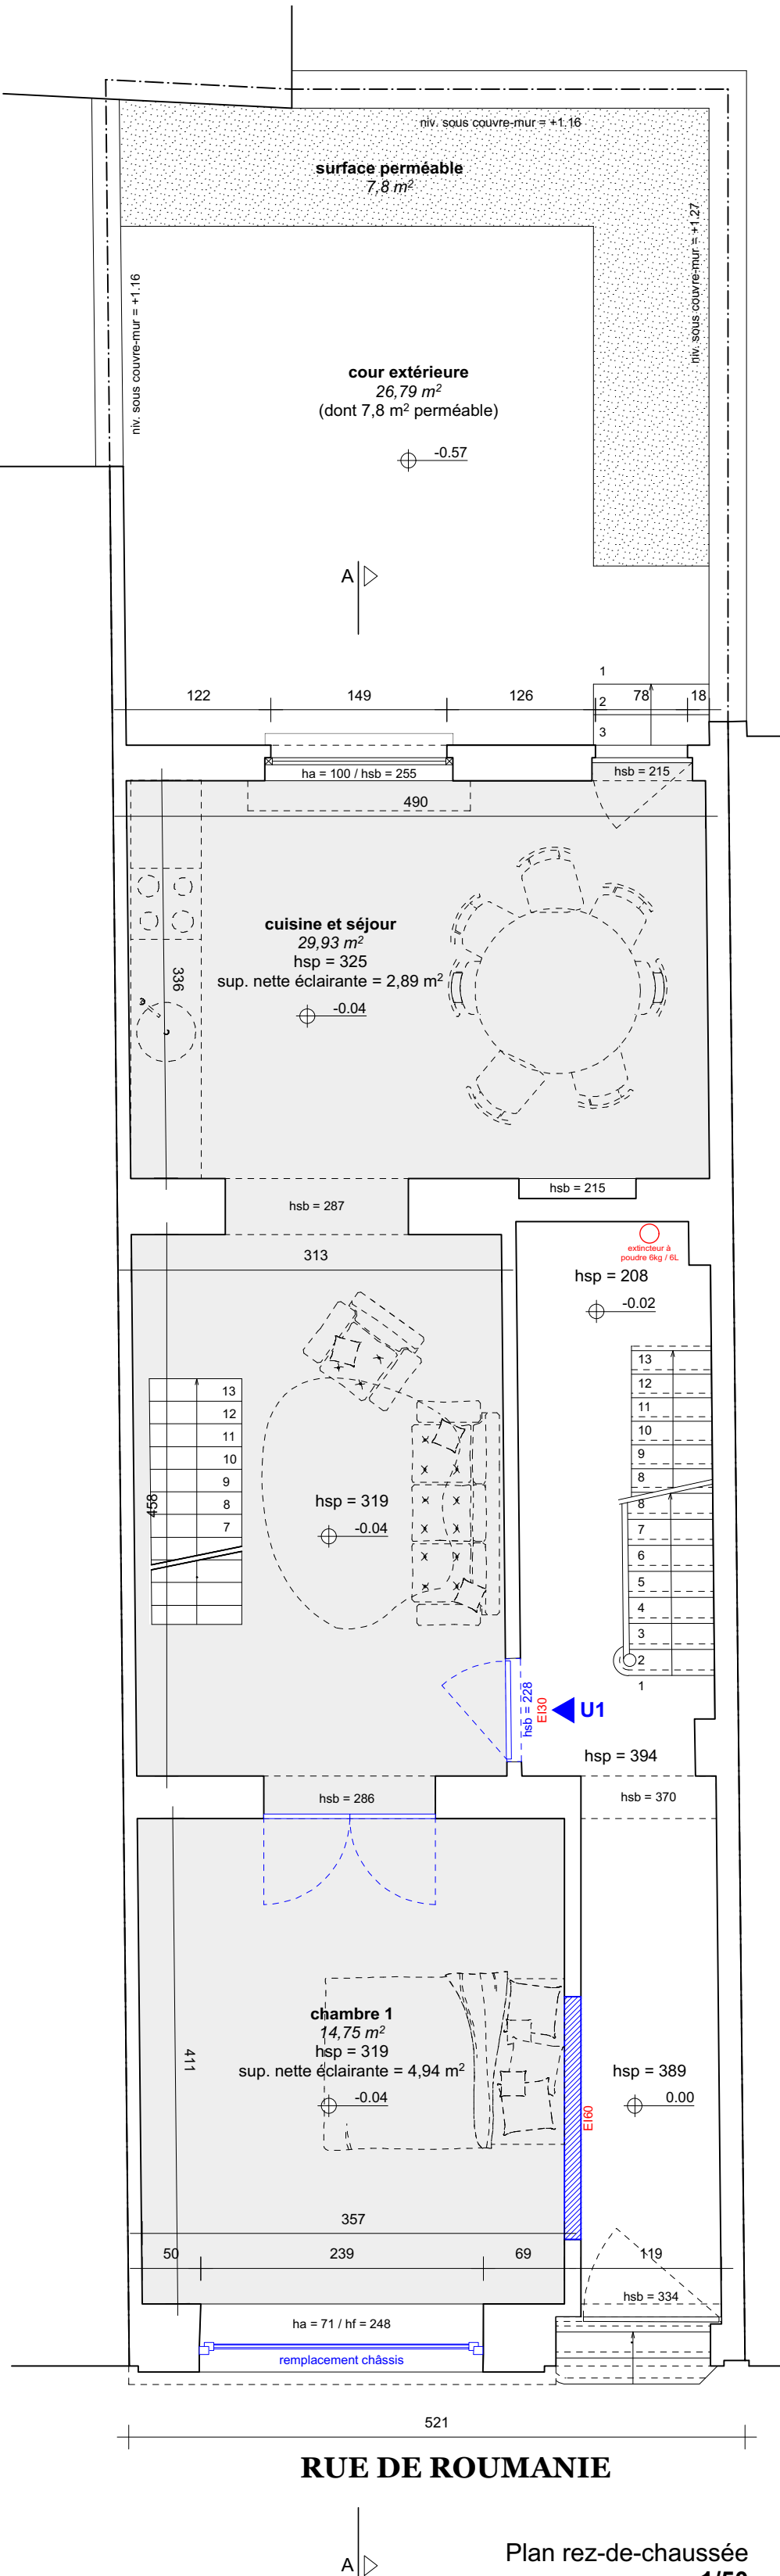 niv. sous couvre-mur = +1.16
surface perméable
7,8 m²
niv. sous couvre-mur = +1.27
niv. sous couvre-mur = +1.16
cour extérieure
26,79 m²
(dont 7,8 m² perméable)
-0.57
A
1
122
149
126
78
18
2
3
ha = 100 / hsb = 255
hsb = 215
490
cuisine et séjour
29,93 m²
hsp = 325
sup. nette éclairante = 2,89 m²
336
-0.04
hsb = 215
hsb = 287
extincteur à
poudre 6kg / 6L
313
hsp = 208
-0.02
13
12
11
10
9
8
8
7
6
5
4
3
2
1
13
12
11
10
9
8
7
458
hsp = 319
-0.04
hsb = 228
EI30
U1
hsp = 394
hsb = 286
hsb = 370
chambre 1
14,75 m²
hsp = 319
sup. nette éclairante = 4,94 m²
-0.04
411
hsp = 389
0.00
EI60
357
50
239
69
119
hsb = 334
ha = 71 / hf = 248
remplacement châssis
521
RUE DE ROUMANIE
Plan rez-de-chaussée
A